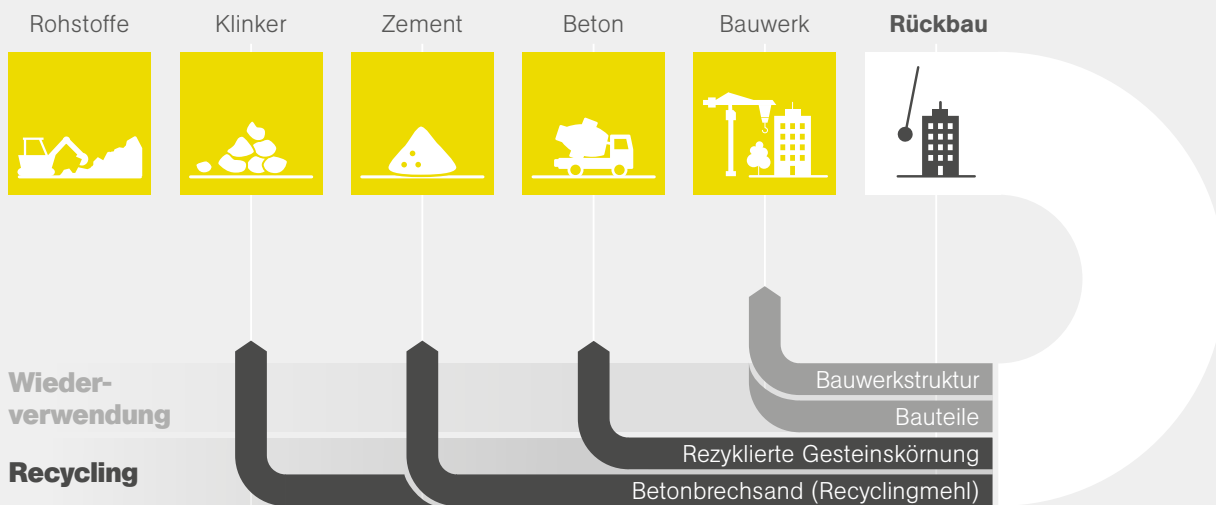 Rohstoffe
Klinker
Zement
Beton
Bauwerk
Rückbau
Wieder-
verwendung
Bauwerkstruktur
Bauteile
Recycling
Rezyklierte Gesteinskörnung
Betonbrechsand (Recyclingmehl)